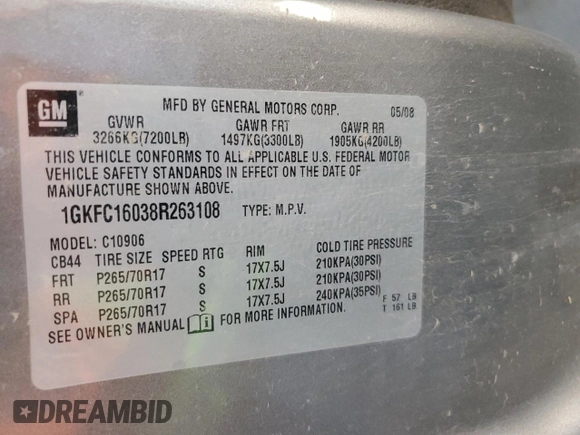 GM
MFD BY GENERAL MOTORS CORP. 05/08
GVWR GAWR FRT GAWR RR
3266KG(7200LB) 1497KG(3300LB) 1905KG(4200LB)
THIS VEHICLE CONFORMS TO ALL APPLICABLE U.S. FEDERAL MOTOR
VEHICLE SAFETY STANDARDS IN EFFECT ON THE DATE OF
MANUFACTURE SHOWN ABOVE.
1GKFC16038R263108 TYPE: M.P.V.
MODEL: C10906
CB44 TIRE SIZE SPEED RTG RIM COLD TIRE PRESSURE
FRT P265/70R17 S 17X7.5J 210KPA(30PSI)
RR P265/70R17 S 17X7.5J 210KPA(30PSI)
SPA P265/70R17 S 17X7.5J 240KPA(35PSI) F 57 LB
SEE OWNER'S MANUAL i FOR MORE INFORMATION. T 161 LB
DREAMBID